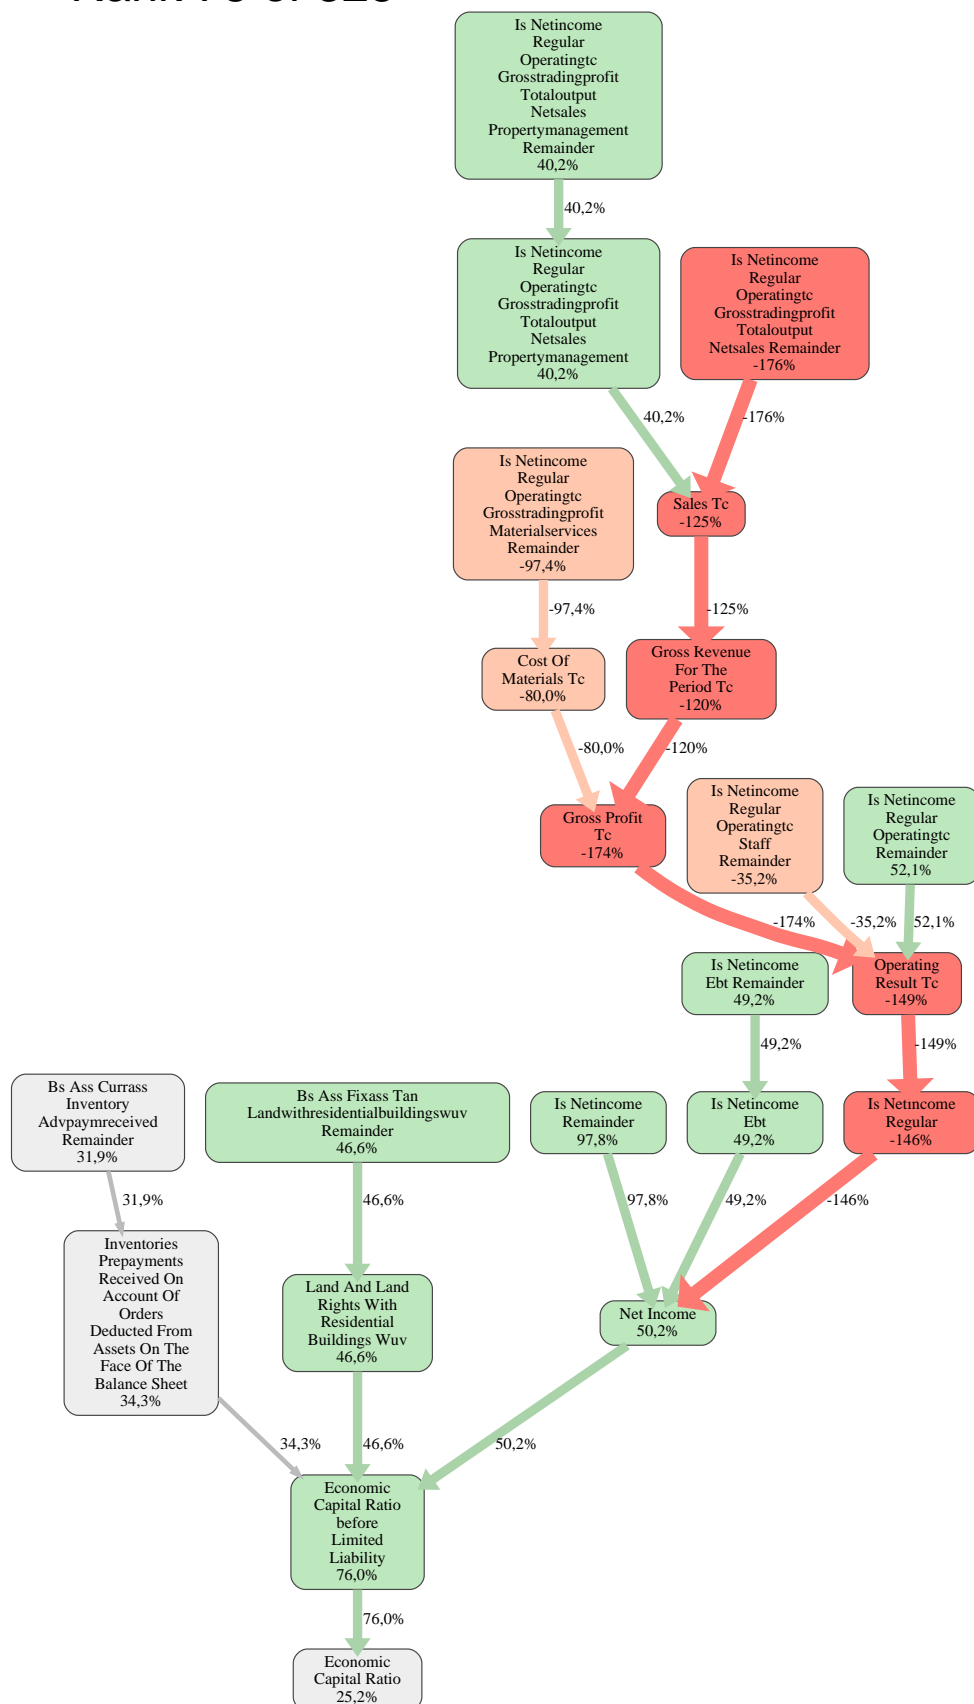 Is Netincome
Regular
Operatingtc
Grosstradingprofit
Totaloutput
Netsales
Propertymanagement
Remainder
40,2%
40,2%
Is Netincome
Regular
Operatingtc
Grosstradingprofit
Totaloutput
Netsales
Propertymanagement
40,2%
Is Netincome
Regular
Operatingtc
Grosstradingprofit
Totaloutput
Netsales Remainder
-176%
40,2%
-176%
Is Netincome
Regular
Operatingtc
Grosstradingprofit
Materialservices
Remainder
-97,4%
Sales Tc
-125%
-97,4%
-125%
Cost Of
Materials Tc
-80,0%
Gross Revenue
For The
Period Tc
-120%
-80,0%
-120%
Gross Profit
Tc
-174%
Is Netincome
Regular
Operatingtc
Staff
Remainder
-35,2%
Is Netincome
Regular
Operatingtc
Remainder
52,1%
-174%
-35,2%
52,1%
Is Netincome
Ebt Remainder
49,2%
Operating
Result Tc
-149%
49,2%
-149%
Bs Ass Currass
Inventory
Advpaymreceived
Remainder
31,9%
Bs Ass Fixass Tan
Landwithresidentialbuildingswuv
Remainder
46,6%
Is Netincome
Remainder
97,8%
Is Netincome
Ebt
49,2%
Is Netincome
Regular
-146%
31,9%
46,6%
97,8%
49,2%
-146%
Inventories
Prepayments
Received On
Account Of
Orders
Deducted From
Assets On The
Face Of The
Balance Sheet
34,3%
Land And Land
Rights With
Residential
Buildings Wuv
46,6%
Net Income
50,2%
34,3%
46,6%
50,2%
Economic
Capital Ratio
before
Limited
Liability
76,0%
76,0%
Economic
Capital Ratio
25,2%